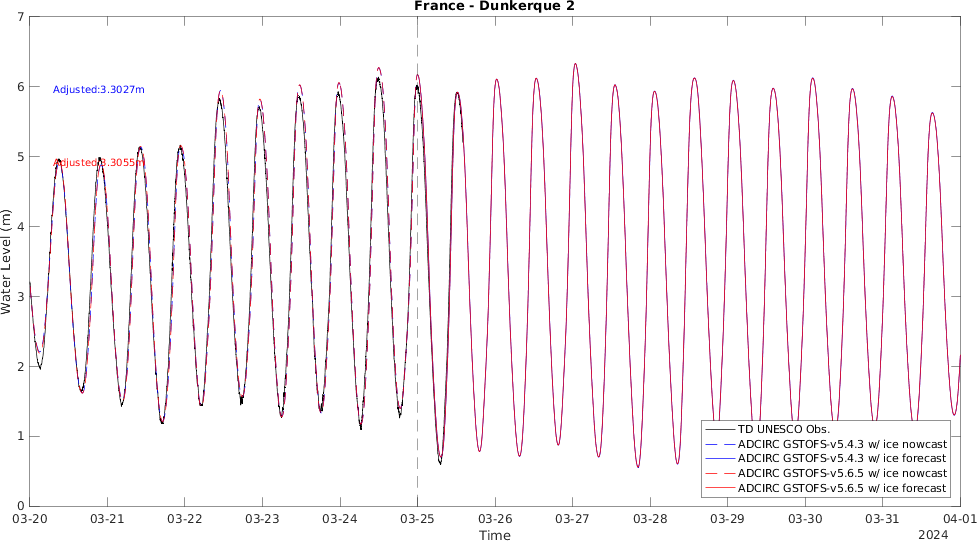 France - Dunkerque 2
7
6
5
4
3
2
1
0
Water Level (m)
Adjusted:3.3027m
Adjusted:3.3055m
TD UNESCO Obs.
ADCIRC GSTOFS-v5.4.3 w/ ice nowcast
ADCIRC GSTOFS-v5.4.3 w/ ice forecast
ADCIRC GSTOFS-v5.6.5 w/ ice nowcast
ADCIRC GSTOFS-v5.6.5 w/ ice forecast
03-20 03-21 03-22 03-23 03-24 03-25 03-26 03-27 03-28 03-29 03-30 03-31 04-01
Time
2024